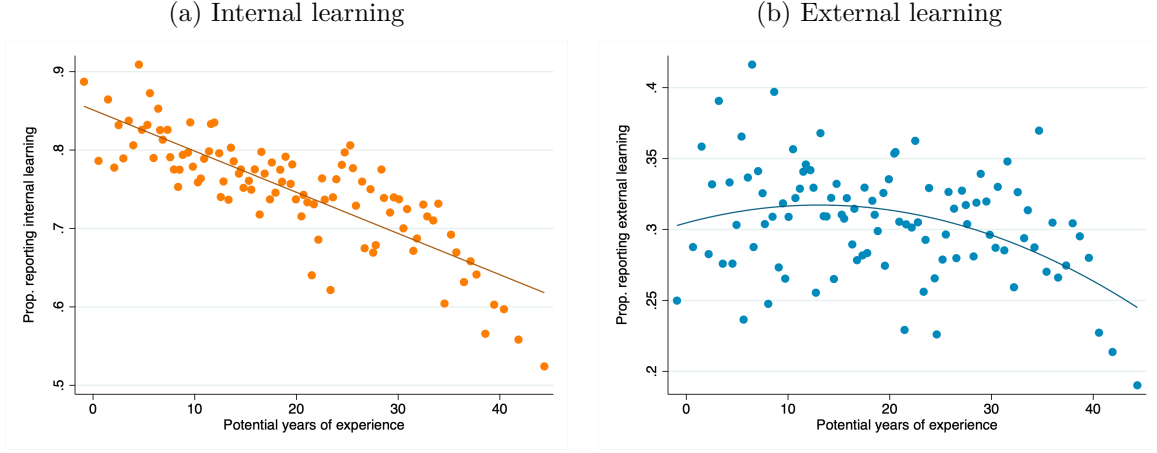 (a) Internal learning
Prop. reporting internal learning
.9
.8
.7
.6
.5
0 10 20 30 40
Potential years of experience
(b) External learning
Prop. reporting external learning
.4
.35
.3
.25
.2
0 10 20 30 40
Potential years of experience